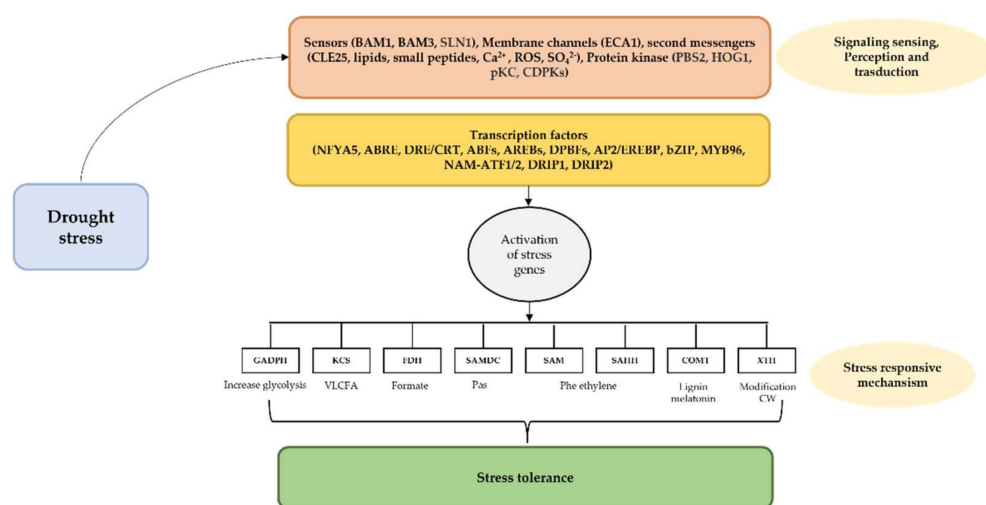 Sensors (BAM1, BAM3, SLN1), Membrane channels (ECA1), second messengers
(CLE25, lipids, small peptides, Ca²⁺, ROS, SO₄²⁻), Protein kinase (PBS2, HOG1,
pKC, CDPKs)
Signaling sensing,
Perception and
trasduction
Transcription factors
(NFYA5, ABRE, DRE/CRT, ABFs, AREBs, DPBFs, AP2/EREBP, bZIP, MYB96,
NAM-ATF1/2, DRIP1, DRIP2)
Drought
stress
Activation
of stress
genes
GADPH KCS FDH SAMDC SAM SAHH COMT XTH
Increase glycolysis VLCFA Formate Pas Phe ethylene Lignin Modification
melatonin CW
Stress responsive
mechansism
Stress tolerance